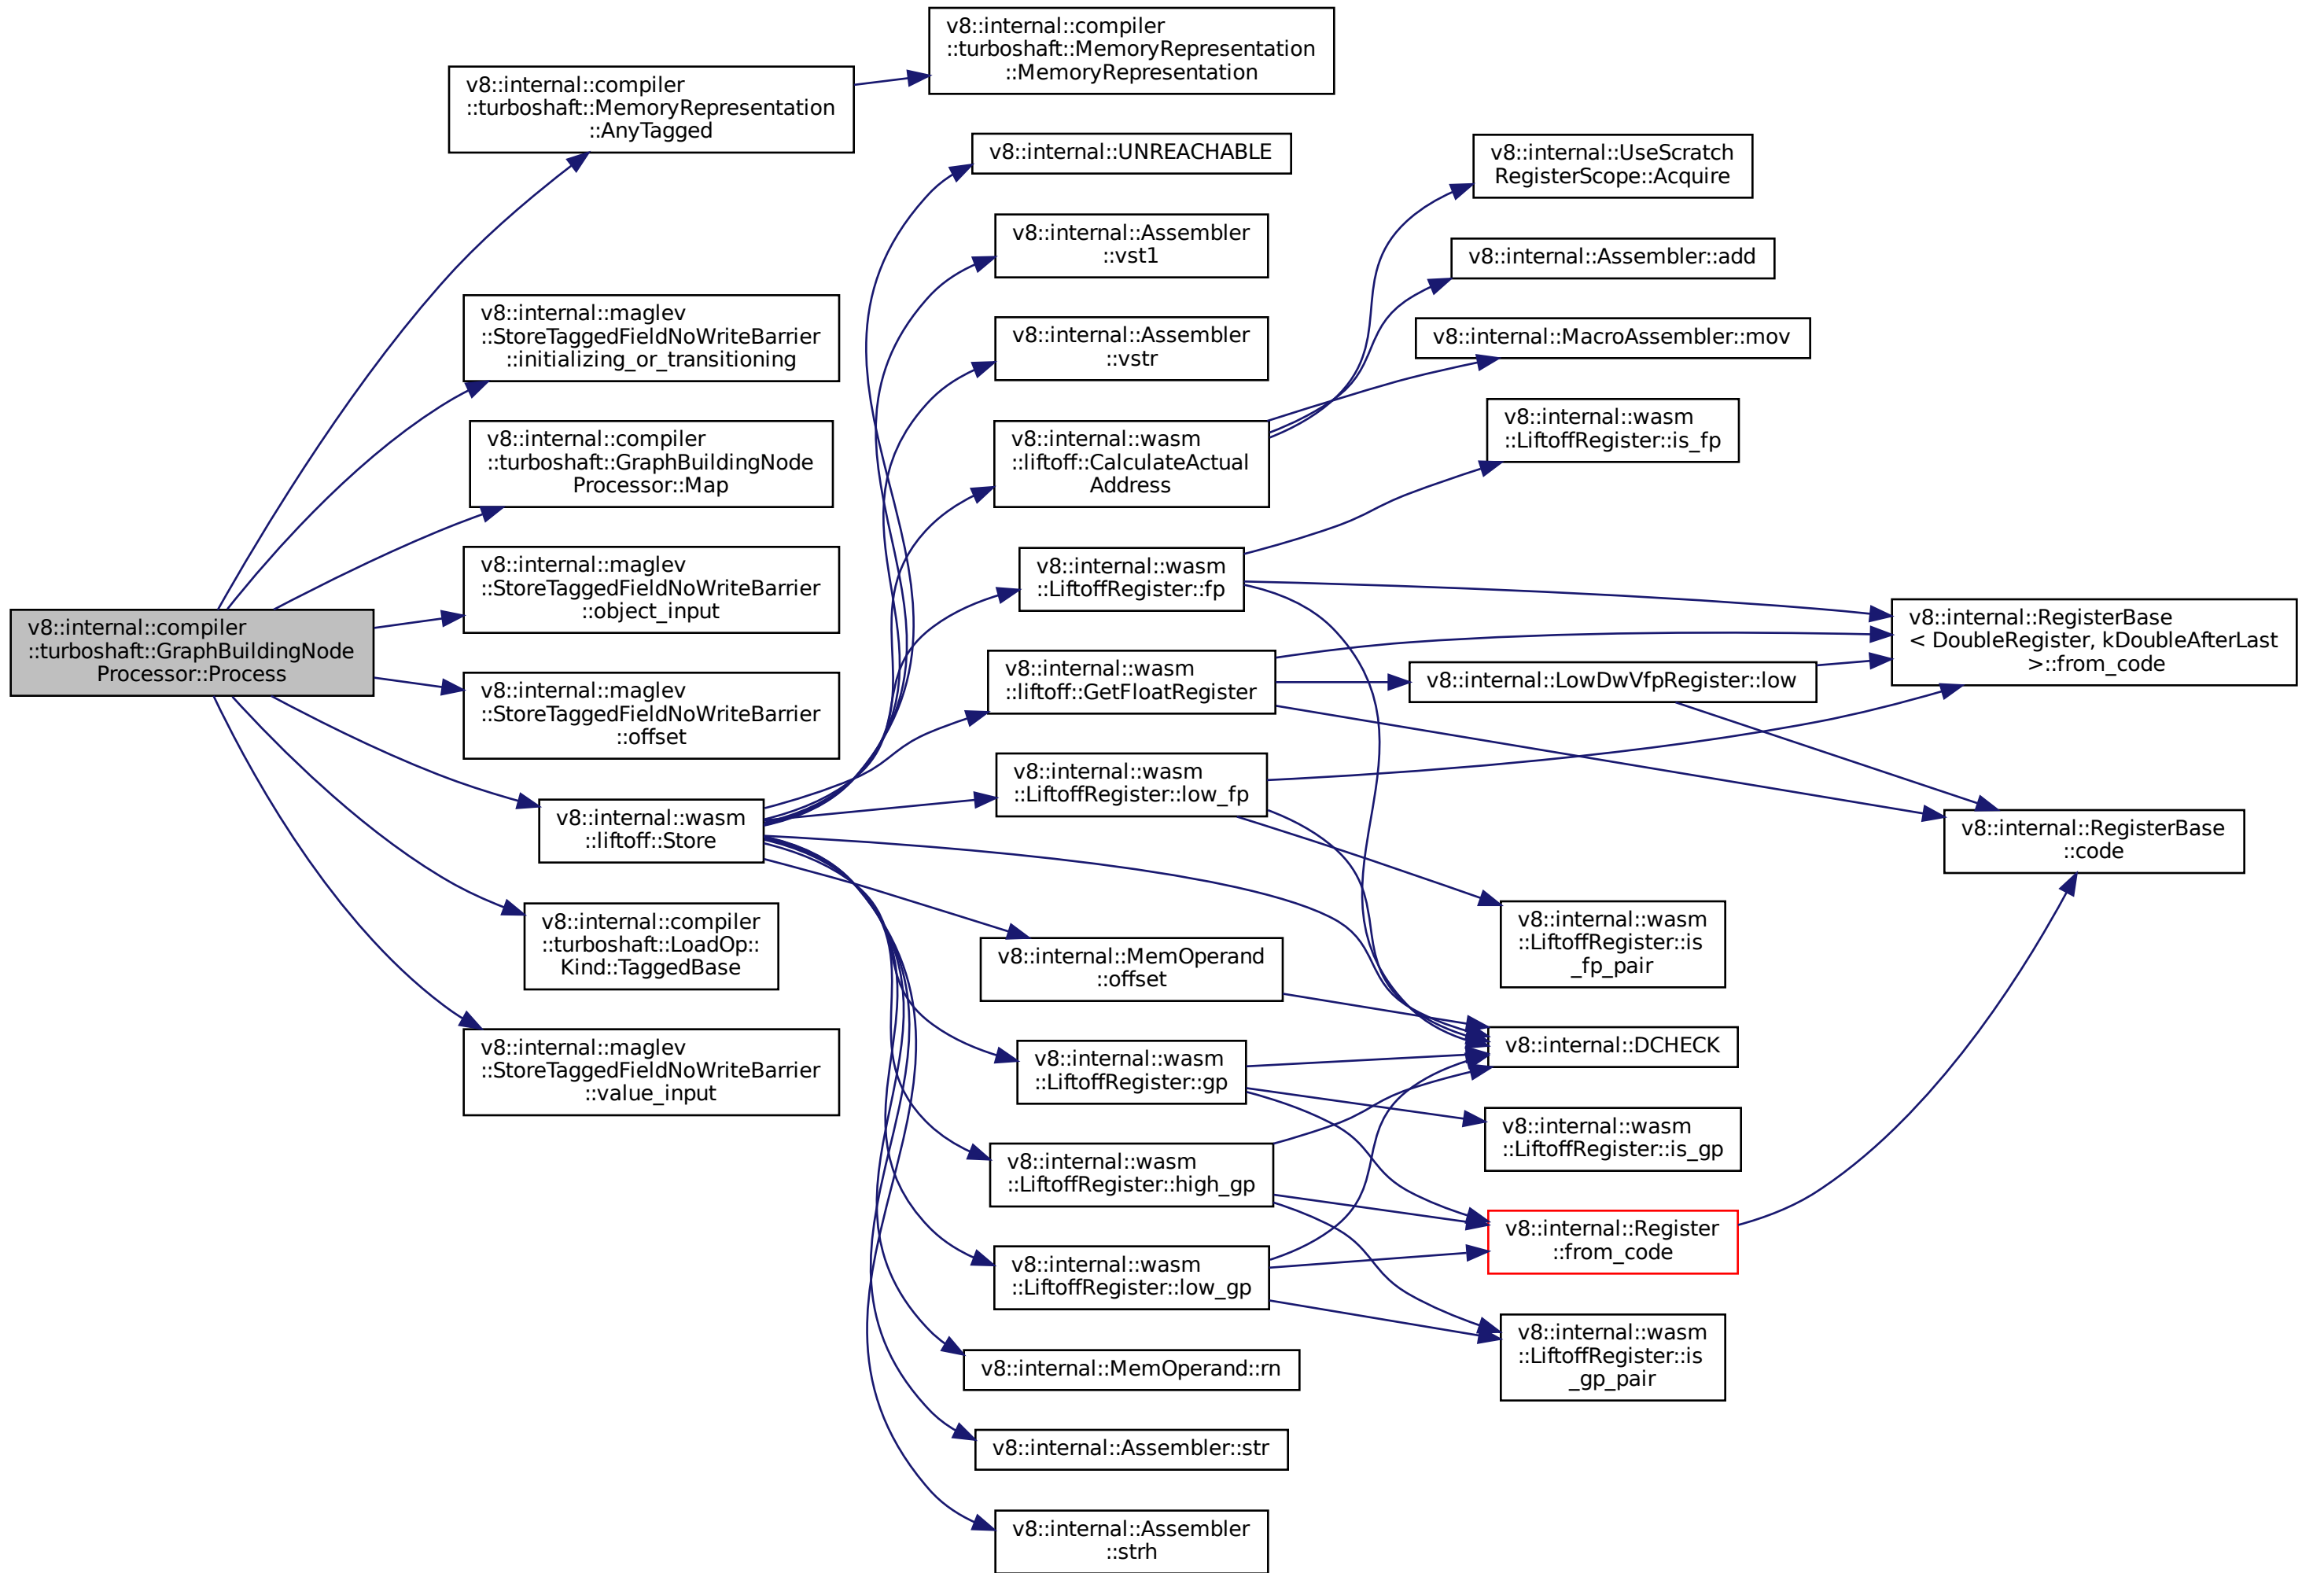 v8::internal::compiler
::turboshaft::GraphBuildingNode
Processor::Process
v8::internal::compiler
::turboshaft::MemoryRepresentation
::AnyTagged
v8::internal::maglev
::StoreTaggedFieldNoWriteBarrier
::initializing_or_transitioning
v8::internal::compiler
::turboshaft::GraphBuildingNode
Processor::Map
v8::internal::maglev
::StoreTaggedFieldNoWriteBarrier
::object_input
v8::internal::maglev
::StoreTaggedFieldNoWriteBarrier
::offset
v8::internal::wasm
::liftoff::Store
v8::internal::compiler
::turboshaft::LoadOp::
Kind::TaggedBase
v8::internal::maglev
::StoreTaggedFieldNoWriteBarrier
::value_input
v8::internal::compiler
::turboshaft::MemoryRepresentation
::MemoryRepresentation
v8::internal::UNREACHABLE
v8::internal::Assembler
::vst1
v8::internal::Assembler
::vstr
v8::internal::wasm
::liftoff::CalculateActual
Address
v8::internal::wasm
::LiftoffRegister::fp
v8::internal::wasm
::liftoff::GetFloatRegister
v8::internal::wasm
::LiftoffRegister::low_fp
v8::internal::MemOperand
::offset
v8::internal::wasm
::LiftoffRegister::gp
v8::internal::wasm
::LiftoffRegister::high_gp
v8::internal::wasm
::LiftoffRegister::low_gp
v8::internal::MemOperand::rn
v8::internal::Assembler::str
v8::internal::Assembler
::strh
v8::internal::UseScratch
RegisterScope::Acquire
v8::internal::Assembler::add
v8::internal::MacroAssembler::mov
v8::internal::wasm
::LiftoffRegister::is_fp
v8::internal::LowDwVfpRegister::low
v8::internal::wasm
::LiftoffRegister::is
_fp_pair
v8::internal::DCHECK
v8::internal::wasm
::LiftoffRegister::is_gp
v8::internal::Register
::from_code
v8::internal::wasm
::LiftoffRegister::is
_gp_pair
v8::internal::RegisterBase
< DoubleRegister, kDoubleAfterLast
>::from_code
v8::internal::RegisterBase
::code